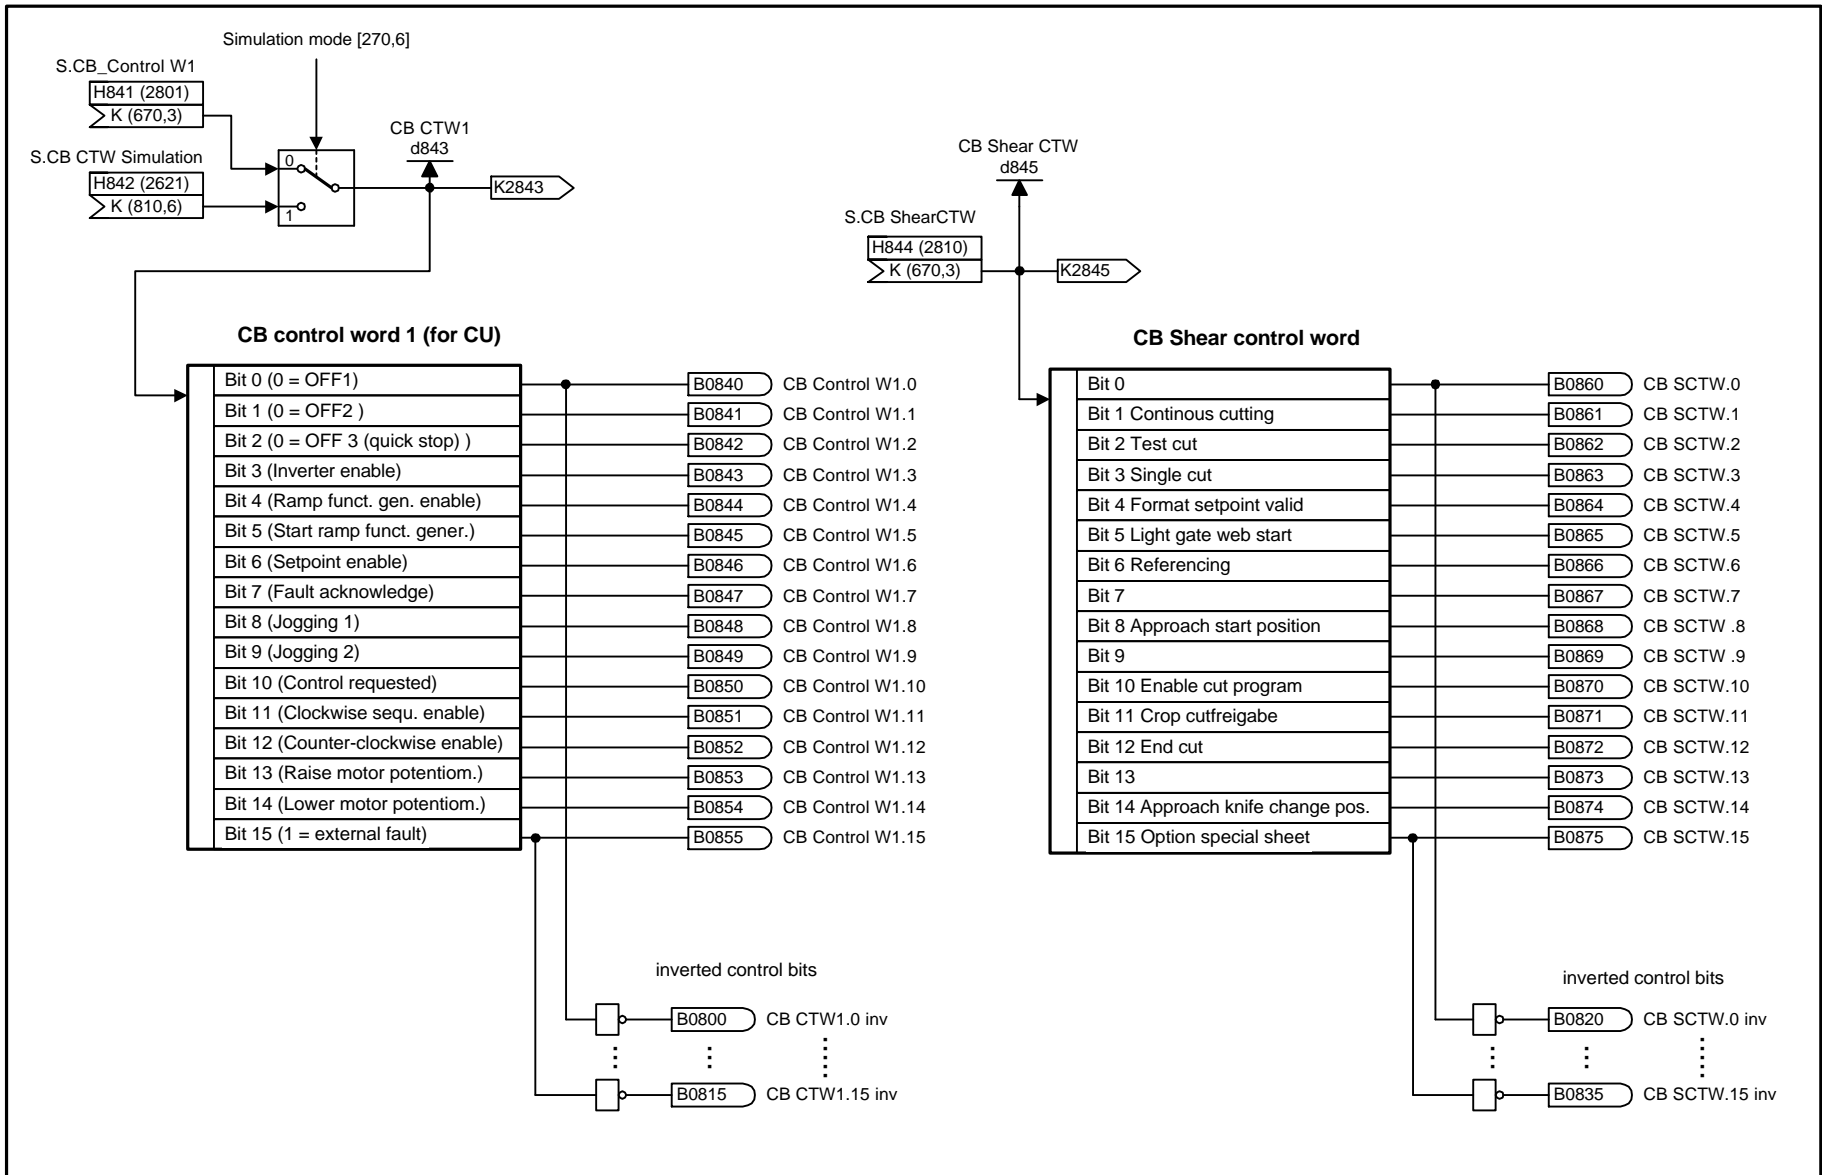 Simulation mode [270,6]
S.CB_Control W1
H841 (2801)
K (670,3)
S.CB CTW Simulation
H842 (2621)
K (810,6)
0
1
CB CTW1
d843
K2843
CB Shear CTW
d845
S.CB ShearCTW
H844 (2810)
K (670,3)
K2845
CB control word 1 (for CU)
Bit 0 (0 = OFF1) B0840 CB Control W1.0
Bit 1 (0 = OFF2 ) B0841 CB Control W1.1
Bit 2 (0 = OFF 3 (quick stop) ) B0842 CB Control W1.2
Bit 3 (Inverter enable) B0843 CB Control W1.3
Bit 4 (Ramp funct. gen. enable) B0844 CB Control W1.4
Bit 5 (Start ramp funct. gener.) B0845 CB Control W1.5
Bit 6 (Setpoint enable) B0846 CB Control W1.6
Bit 7 (Fault acknowledge) B0847 CB Control W1.7
Bit 8 (Jogging 1) B0848 CB Control W1.8
Bit 9 (Jogging 2) B0849 CB Control W1.9
Bit 10 (Control requested) B0850 CB Control W1.10
Bit 11 (Clockwise sequ. enable) B0851 CB Control W1.11
Bit 12 (Counter-clockwise enable) B0852 CB Control W1.12
Bit 13 (Raise motor potentiom.) B0853 CB Control W1.13
Bit 14 (Lower motor potentiom.) B0854 CB Control W1.14
Bit 15 (1 = external fault) B0855 CB Control W1.15
inverted control bits
B0800 CB CTW1.0 inv
B0815 CB CTW1.15 inv
CB Shear control word
Bit 0 B0860 CB SCTW.0
Bit 1 Continous cutting B0861 CB SCTW.1
Bit 2 Test cut B0862 CB SCTW.2
Bit 3 Single cut B0863 CB SCTW.3
Bit 4 Format setpoint valid B0864 CB SCTW.4
Bit 5 Light gate web start B0865 CB SCTW.5
Bit 6 Referencing B0866 CB SCTW.6
Bit 7 B0867 CB SCTW.7
Bit 8 Approach start position B0868 CB SCTW .8
Bit 9 B0869 CB SCTW .9
Bit 10 Enable cut program B0870 CB SCTW.10
Bit 11 Crop cutfreigabe B0871 CB SCTW.11
Bit 12 End cut B0872 CB SCTW.12
Bit 13 B0873 CB SCTW.13
Bit 14 Approach knife change pos. B0874 CB SCTW.14
Bit 15 Option special sheet B0875 CB SCTW.15
inverted control bits
B0820 CB SCTW.0 inv
B0835 CB SCTW.15 inv